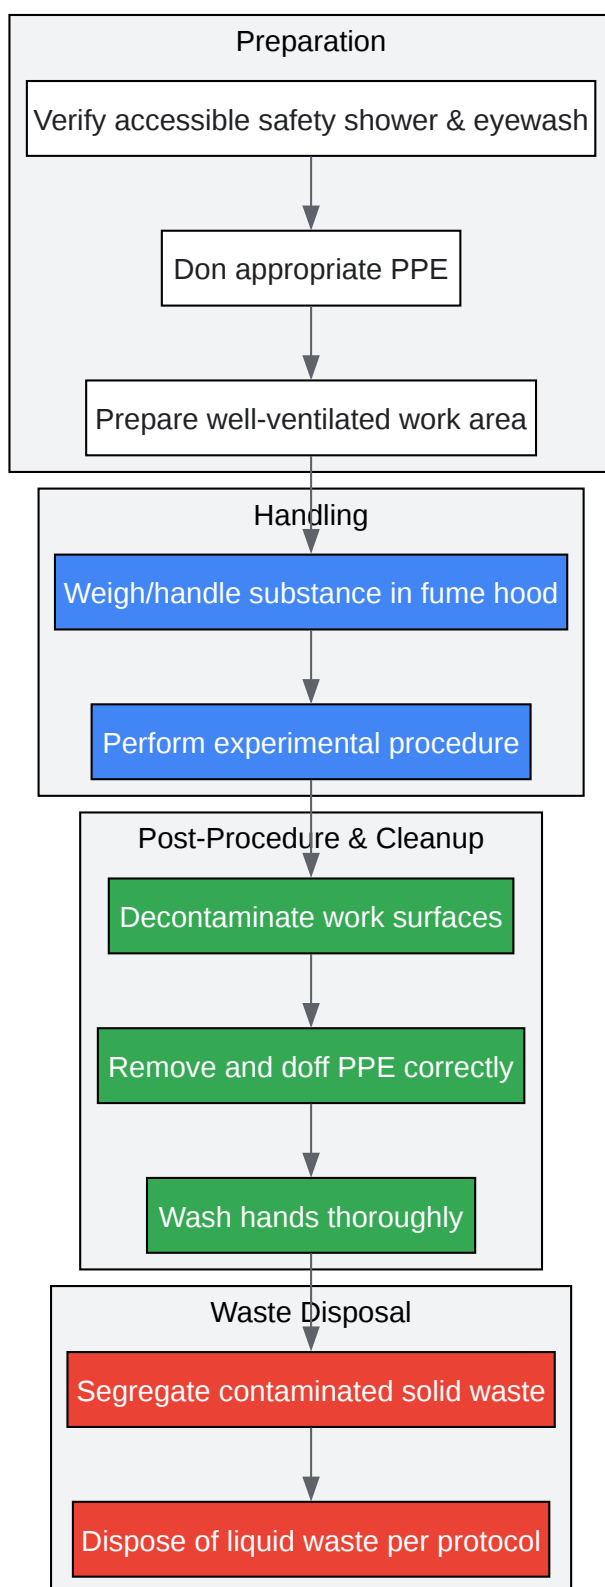 Preparation
Verify accessible safety shower & eyewash
Don appropriate PPE
Prepare well-ventilated work area
Handling
Weigh/handle substance in fume hood
Perform experimental procedure
Post-Procedure & Cleanup
Decontaminate work surfaces
Remove and doff PPE correctly
Wash hands thoroughly
Waste Disposal
Segregate contaminated solid waste
Dispose of liquid waste per protocol